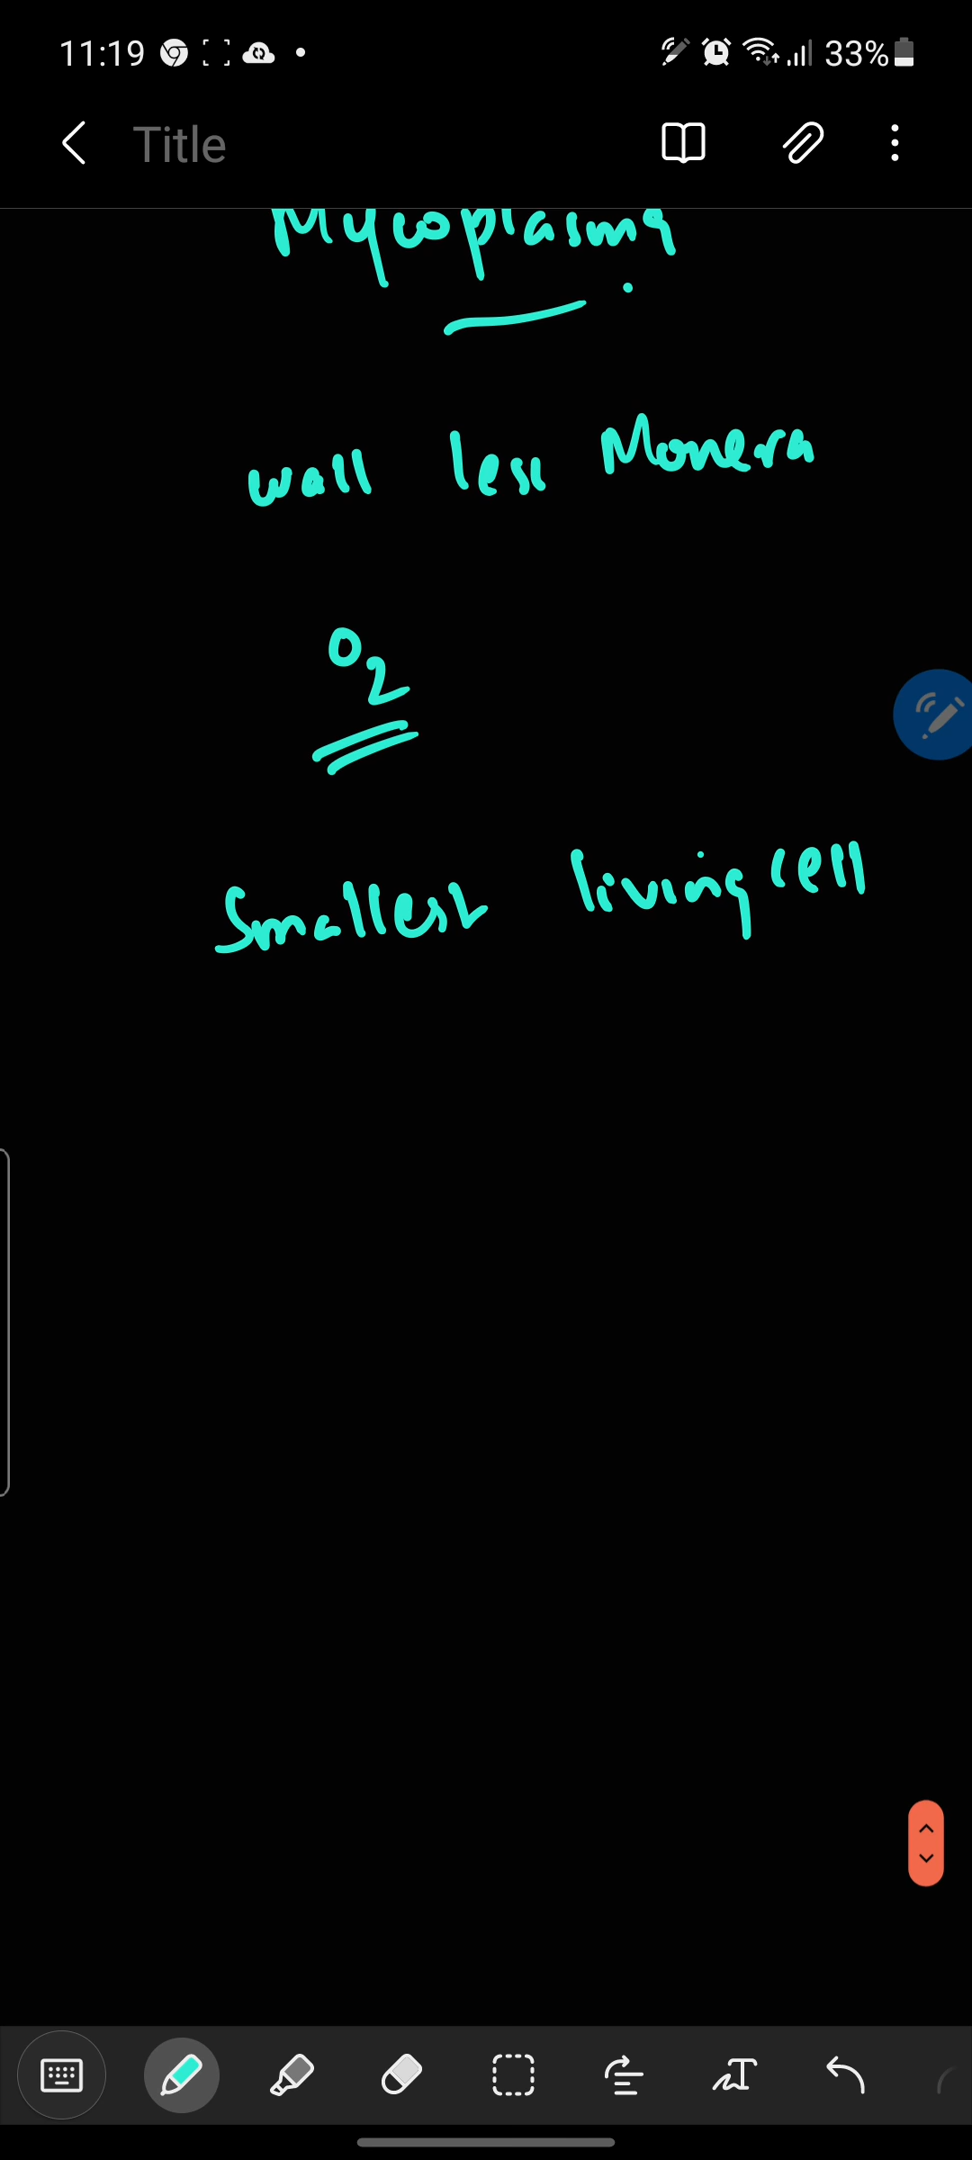 11:19 33%
Title
Mycoplasma
wall less Monera
O2
Smallest living cell